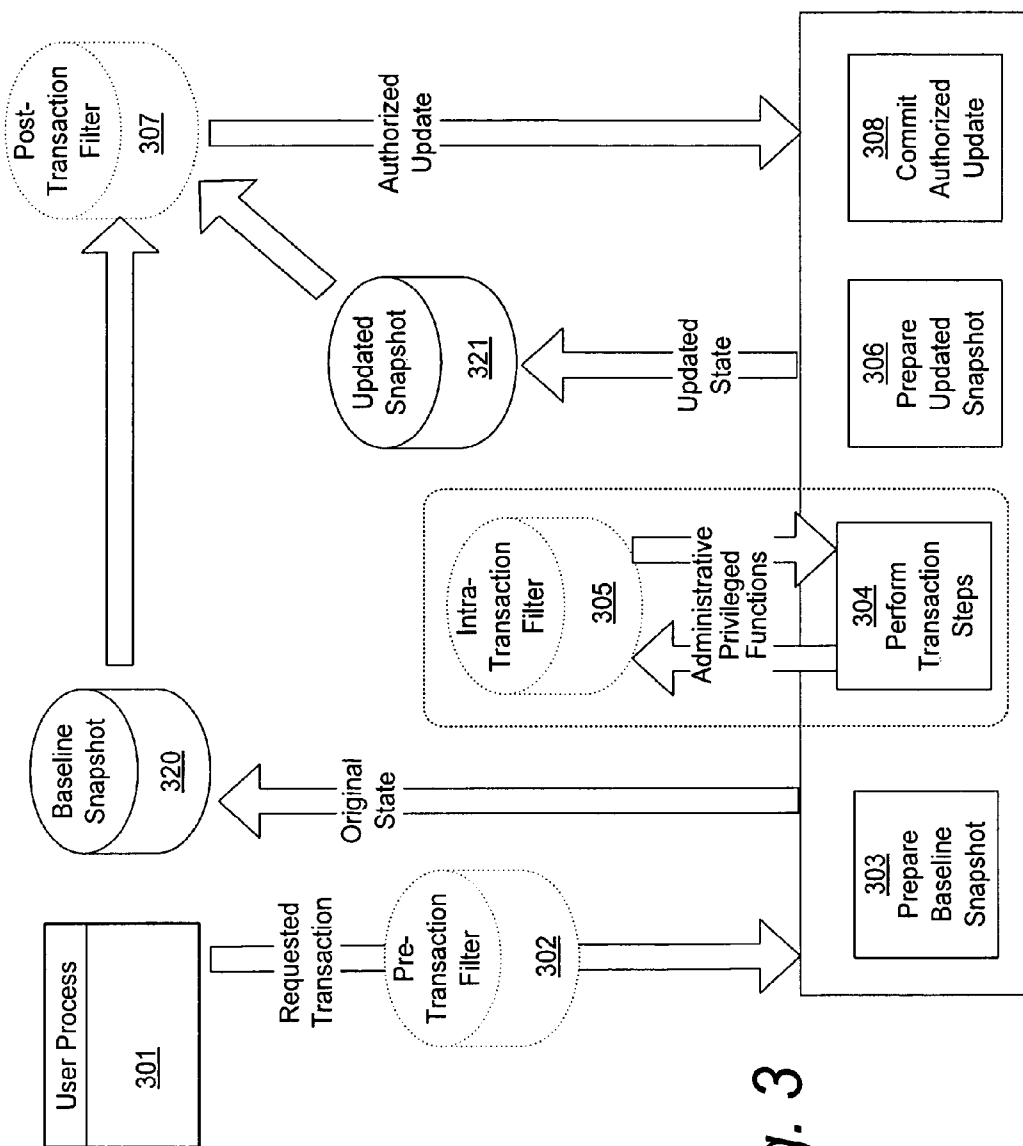 User Process
301
Requested
Transaction
Pre-
Transaction
Filter
302
Baseline
Snapshot
320
Original
State
Intra-
Transaction
Filter
305
Administrative
Privileged
Functions
Updated
Snapshot
321
Updated
State
Post-
Transaction
Filter
307
Authorized
Update
303
Prepare
Baseline
Snapshot
304
Perform
Transaction
Steps
306
Prepare
Updated
Snapshot
308
Commit
Authorized
Update
g. 3